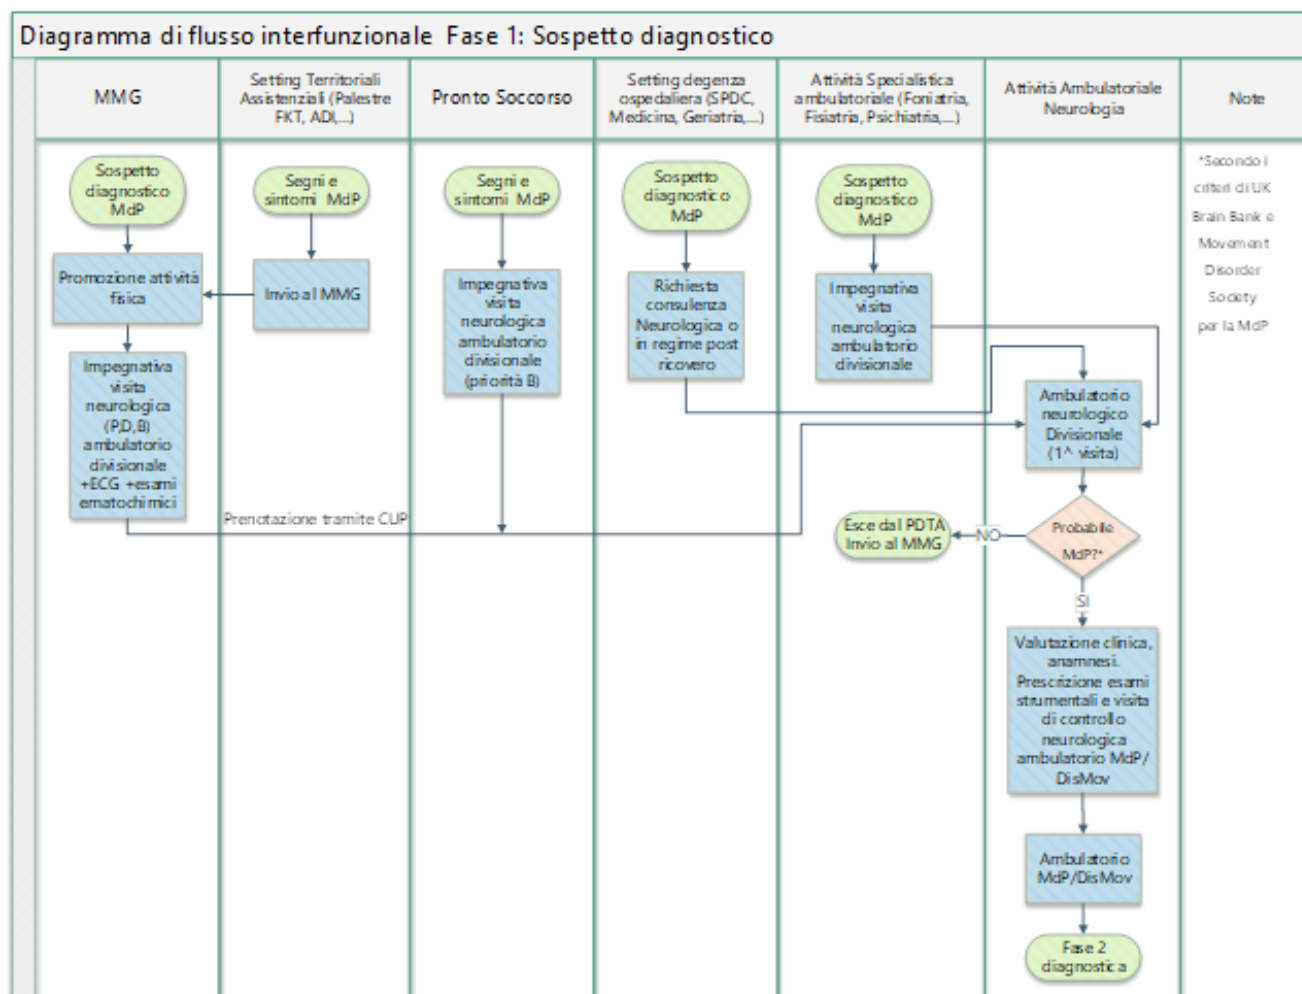 Diagramma di flusso interfunzionale Fase 1: Sospetto diagnostico
MMG
Setting Territoriali
Assistenziali (Palestre
FKT, ADI,...)
Pronto Soccorso
Setting degenza
ospedaliera (SPDC,
Medicina, Geriatria,...)
Attività Specialistica
ambulatoriale (Foniatria,
Fisiatria, Psichiatria,...)
Attività Ambulatoriale
Neurologia
Note
Sospetto
diagnostico
MdP
Promozione attività
fisica
Impegnativa
visita
neurologica
(P,D,B)
ambulatorio
divisionale
+ECG +esami
ematochimici
Segni e
sintomi MdP
Invio al MMG
Prenotazione tramite CUP
Segni e
sintomi MdP
Impegnativa
visita
neurologica
ambulatorio
divisionale
(priorità B)
Sospetto
diagnostico
MdP
Richiesta
consulenza
Neurologica o
in regime post
ricovero
Sospetto
diagnostico
MdP
Impegnativa
visita
neurologica
ambulatorio
divisionale
Esce dal PDTA
Invio al MMG
NO
Ambulatorio
neurologico
Divisionale
(1^ visita)
Probabile
MdP?*
SI
Valutazione clinica,
anamnesi.
Prescrizione esami
strumentali e visita
di controllo
neurologica
ambulatorio MdP/
DisMov
Ambulatorio
MdP/DisMov
Fase 2
diagnostica
*Secondo i
criteri di UK
Brain Bank e
Movement
Disorder
Society
per la MdP